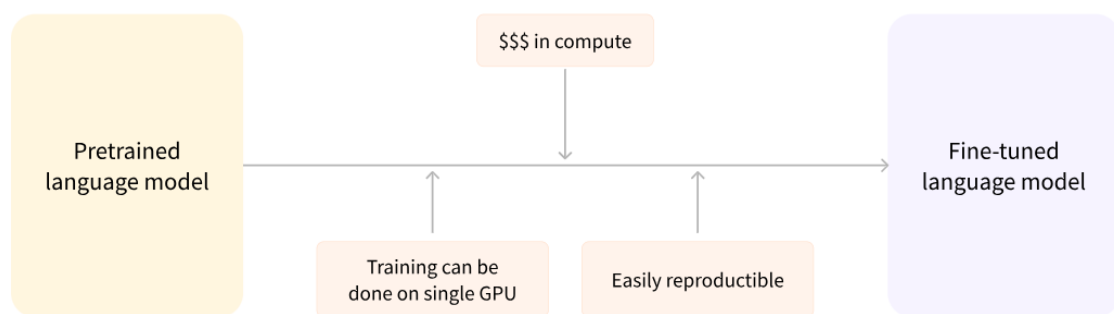 $$$ in compute
Pretrained
language model
Fine-tuned
language model
Training can be
done on single GPU
Easily reproductible